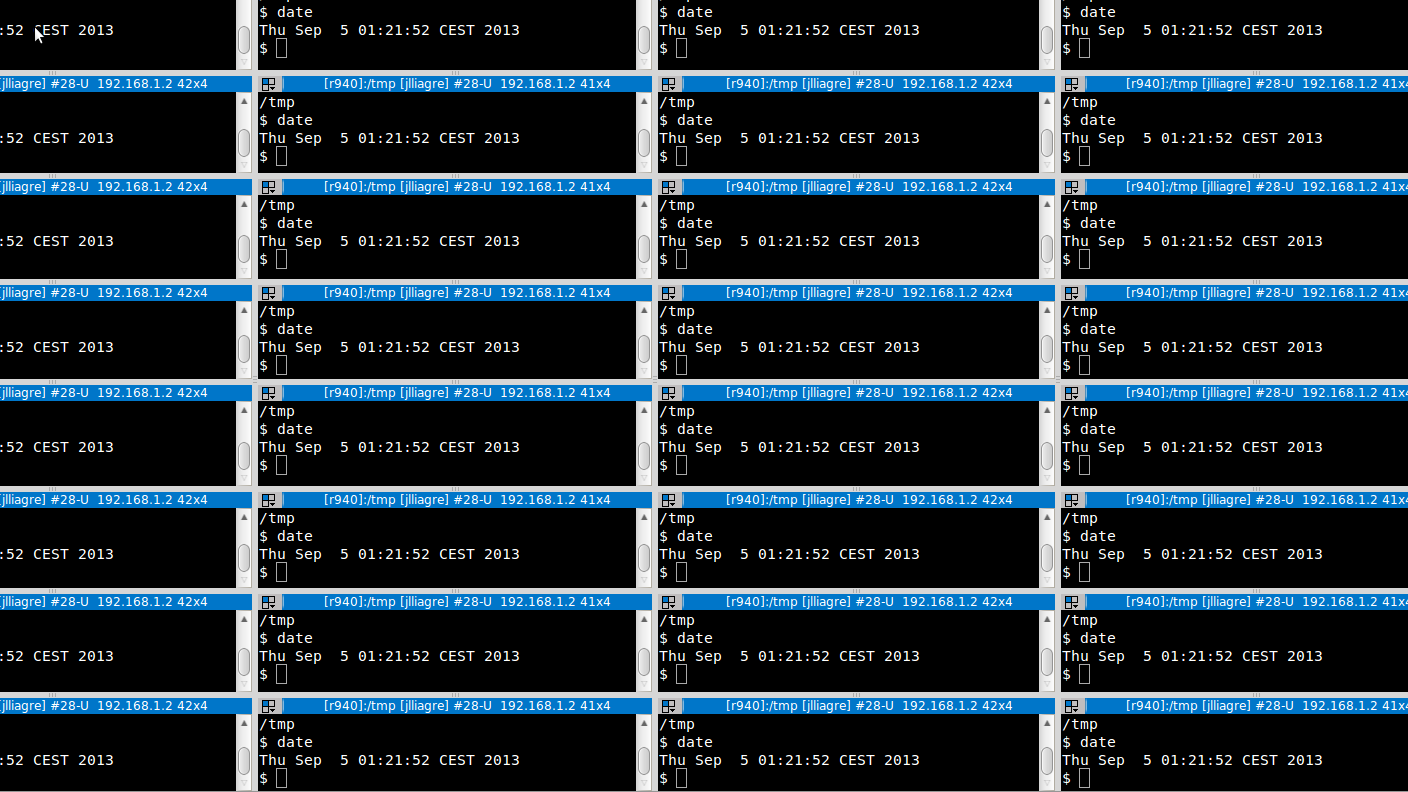 $ date $ date $ date
:52 CEST 2013 Thu Sep  5 01:21:52 CEST 2013 Thu Sep  5 01:21:52 CEST 2013 Thu Sep  5 01:21:52 CEST 2013
$ $ $
[jlliagre] #28-U  192.168.1.2 42x4 [r940]:/tmp [jlliagre] #28-U  192.168.1.2 41x4 [r940]:/tmp [jlliagre] #28-U  192.168.1.2 42x4 [r940]:/tmp [jlliagre] #28-U  192.168.1.2 41x4
/tmp /tmp /tmp
$ date $ date $ date
:52 CEST 2013 Thu Sep  5 01:21:52 CEST 2013 Thu Sep  5 01:21:52 CEST 2013 Thu Sep  5 01:21:52 CEST 2013
$ $ $
[jlliagre] #28-U  192.168.1.2 42x4 [r940]:/tmp [jlliagre] #28-U  192.168.1.2 41x4 [r940]:/tmp [jlliagre] #28-U  192.168.1.2 42x4 [r940]:/tmp [jlliagre] #28-U  192.168.1.2 41x4
/tmp /tmp /tmp
$ date $ date $ date
:52 CEST 2013 Thu Sep  5 01:21:52 CEST 2013 Thu Sep  5 01:21:52 CEST 2013 Thu Sep  5 01:21:52 CEST 2013
$ $ $
[jlliagre] #28-U  192.168.1.2 42x4 [r940]:/tmp [jlliagre] #28-U  192.168.1.2 41x4 [r940]:/tmp [jlliagre] #28-U  192.168.1.2 42x4 [r940]:/tmp [jlliagre] #28-U  192.168.1.2 41x4
/tmp /tmp /tmp
$ date $ date $ date
:52 CEST 2013 Thu Sep  5 01:21:52 CEST 2013 Thu Sep  5 01:21:52 CEST 2013 Thu Sep  5 01:21:52 CEST 2013
$ $ $
[jlliagre] #28-U  192.168.1.2 42x4 [r940]:/tmp [jlliagre] #28-U  192.168.1.2 41x4 [r940]:/tmp [jlliagre] #28-U  192.168.1.2 42x4 [r940]:/tmp [jlliagre] #28-U  192.168.1.2 41x4
/tmp /tmp /tmp
$ date $ date $ date
:52 CEST 2013 Thu Sep  5 01:21:52 CEST 2013 Thu Sep  5 01:21:52 CEST 2013 Thu Sep  5 01:21:52 CEST 2013
$ $ $
[jlliagre] #28-U  192.168.1.2 42x4 [r940]:/tmp [jlliagre] #28-U  192.168.1.2 41x4 [r940]:/tmp [jlliagre] #28-U  192.168.1.2 42x4 [r940]:/tmp [jlliagre] #28-U  192.168.1.2 41x4
/tmp /tmp /tmp
$ date $ date $ date
:52 CEST 2013 Thu Sep  5 01:21:52 CEST 2013 Thu Sep  5 01:21:52 CEST 2013 Thu Sep  5 01:21:52 CEST 2013
$ $ $
[jlliagre] #28-U  192.168.1.2 42x4 [r940]:/tmp [jlliagre] #28-U  192.168.1.2 41x4 [r940]:/tmp [jlliagre] #28-U  192.168.1.2 42x4 [r940]:/tmp [jlliagre] #28-U  192.168.1.2 41x4
/tmp /tmp /tmp
$ date $ date $ date
:52 CEST 2013 Thu Sep  5 01:21:52 CEST 2013 Thu Sep  5 01:21:52 CEST 2013 Thu Sep  5 01:21:52 CEST 2013
$ $ $
[jlliagre] #28-U  192.168.1.2 42x4 [r940]:/tmp [jlliagre] #28-U  192.168.1.2 41x4 [r940]:/tmp [jlliagre] #28-U  192.168.1.2 42x4 [r940]:/tmp [jlliagre] #28-U  192.168.1.2 41x4
/tmp /tmp /tmp
$ date $ date $ date
:52 CEST 2013 Thu Sep  5 01:21:52 CEST 2013 Thu Sep  5 01:21:52 CEST 2013 Thu Sep  5 01:21:52 CEST 2013
$ $ $